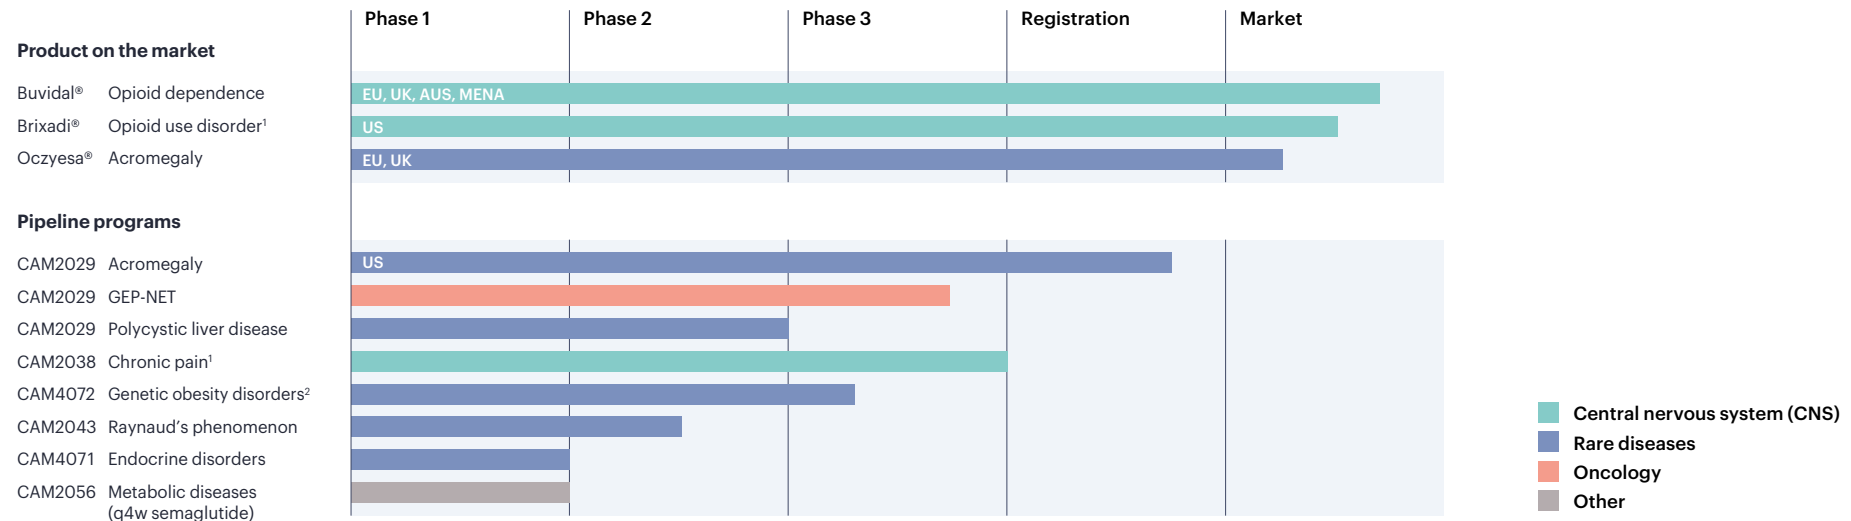 Phase 1 Phase 2 Phase 3 Registration Market
Product on the market
Buvidal® Opioid dependence EU, UK, AUS, MENA
Brixadi® Opioid use disorder¹ US
Oczyesa® Acromegaly EU, UK
Pipeline programs
CAM2029 Acromegaly US
CAM2029 GEP-NET
CAM2029 Polycystic liver disease
CAM2038 Chronic pain¹
CAM4072 Genetic obesity disorders²
CAM2043 Raynaud’s phenomenon
CAM4071 Endocrine disorders
CAM2056 Metabolic diseases
(q4w semaglutide)
Central nervous system (CNS)
Rare diseases
Oncology
Other